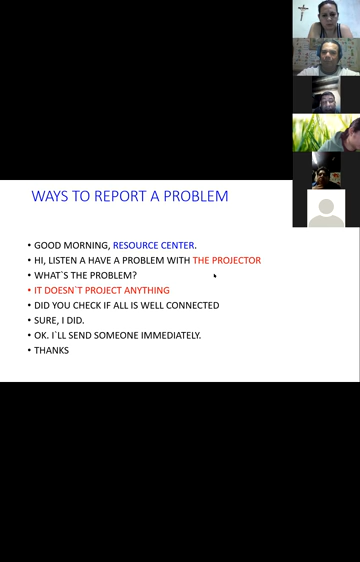 WAYS TO REPORT A PROBLEM
• GOOD MORNING, RESOURCE CENTER.
• HI, LISTEN A HAVE A PROBLEM WITH THE PROJECTOR
• WHAT`S THE PROBLEM?
• IT DOESN`T PROJECT ANYTHING
• DID YOU CHECK IF ALL IS WELL CONNECTED
• SURE, I DID.
• OK. I`LL SEND SOMEONE IMMEDIATELY.
• THANKS